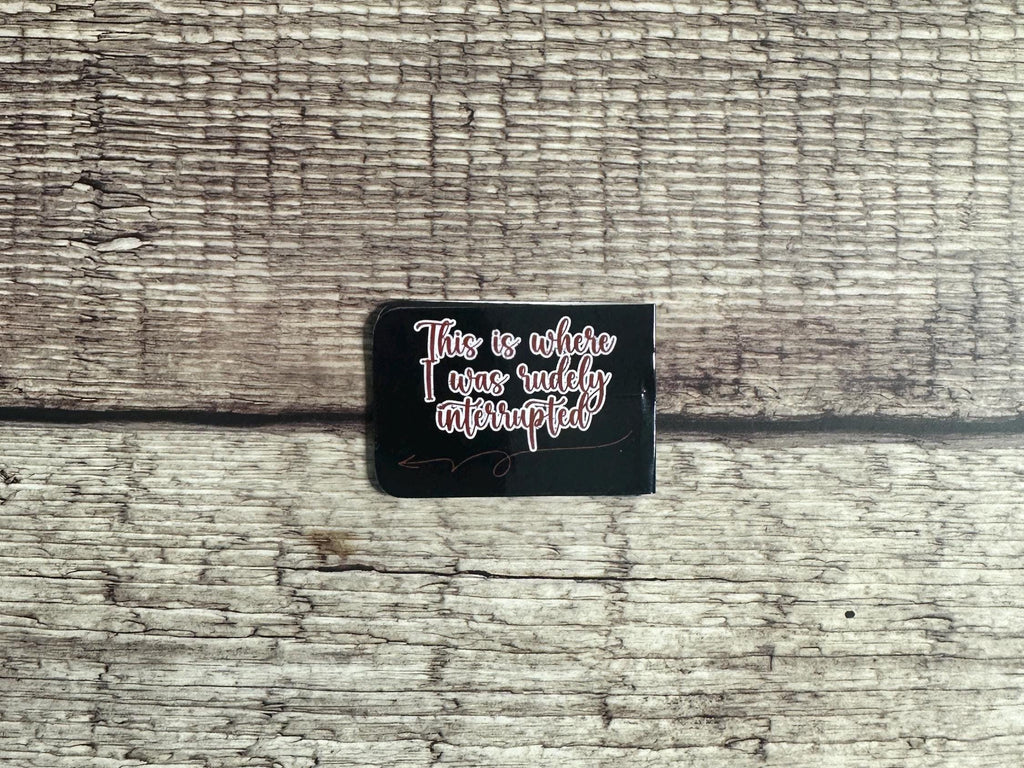 This is where
I was rudely
interrupted